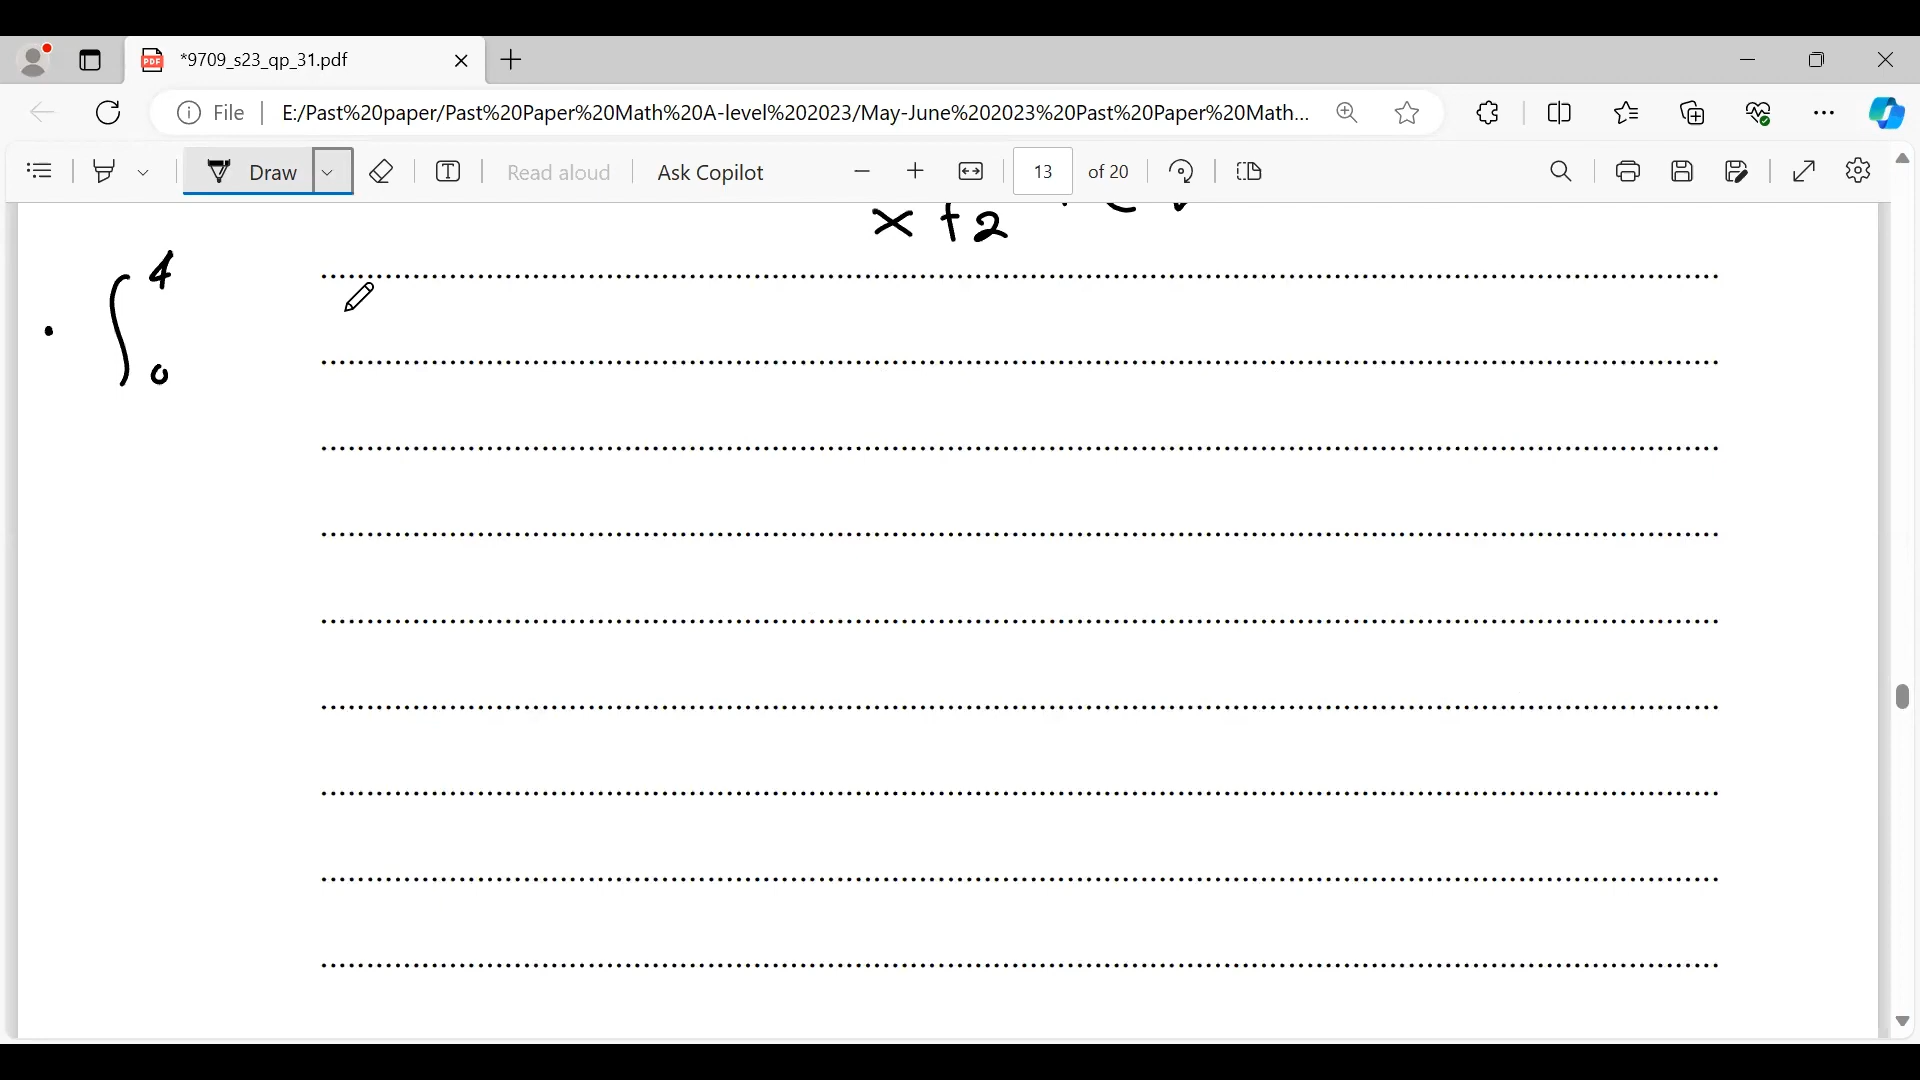 *9709_s23_qp_31.pdf
File E:/Past%20paper/Past%20Paper%20Math%20A-level%202023/May-June%202023%20Past%20Paper%20Math...
Draw Read aloud Ask Copilot 13 of 20
x+2
∫ 4
0